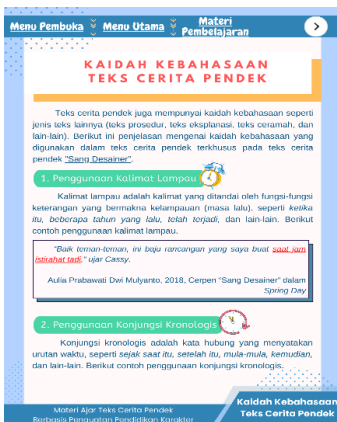 Menu Pembuka
Menu Utama
Materi
Pembelajaran
KAIDAH KEBAHASAAN
TEKS CERITA PENDEK
Teks cerita pendek juga mempunyai kaidah kebahasaan seperti
jenis teks lainnya (teks prosedur, teks eksplanasi, teks ceramah, dan
lain-lain). Berikut ini penjelasan mengenai kaidah kebahasaan yang
digunakan dalam teks cerita pendek terkhusus pada teks cerita
pendek "Sang Desainer".
1. Penggunaan Kalimat Lampau
Kalimat lampau adalah kalimat yang ditandai oleh fungsi-fungsi
keterangan yang bermakna kelampauan (masa lalu), seperti ketika
itu, beberapa tahun yang lalu, telah terjadi, dan lain-lain. Berikut
contoh penggunaan kalimat lampau.
"Baik teman-teman, ini baju rancangan yang saya buat saat jam
istirahat tadi," ujar Cassy.
Aulia Prabawati Dwi Mulyanto, 2018, Cerpen "Sang Desainer" dalam
Spring Day
2. Penggunaan Konjungsi Kronologis
Konjungsi kronologis adalah kata hubung yang menyatakan
urutan waktu, seperti sejak saat itu, setelah itu, mula-mula, kemudian,
dan lain-lain. Berikut contoh penggunaan konjungsi kronologis.
Materi Ajar Teks Cerita Pendek
Berbasis Penguatan Pendidikan Karakter
Kaidah Kebahasaan
Teks Cerita Pendek